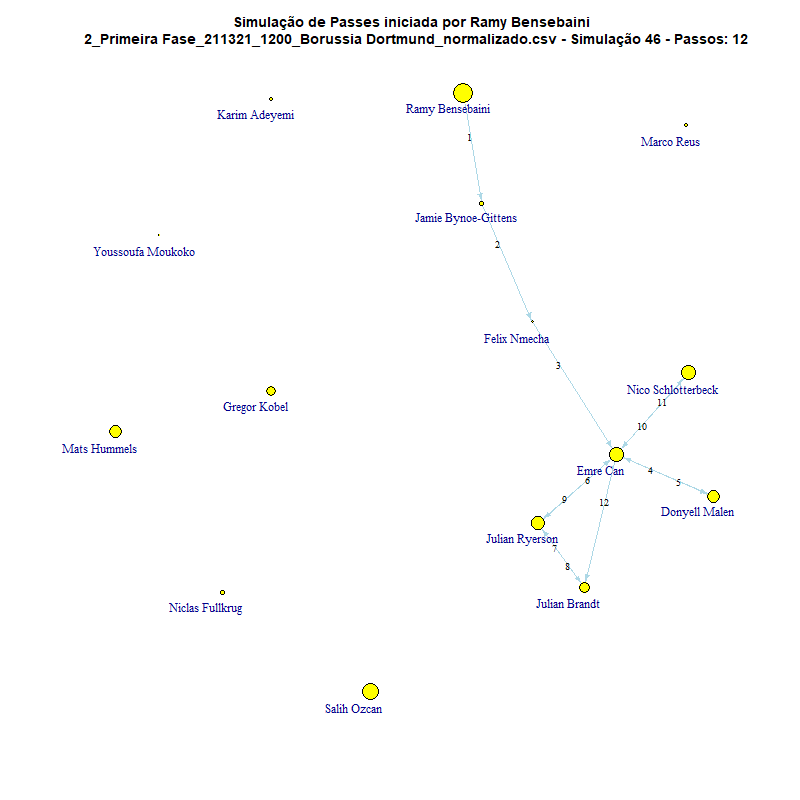 Simulação de Passes iniciada por Ramy Bensebaini
2_Primeira Fase_211321_1200_Borussia Dortmund_normalizado.csv - Simulação 46 - Passos: 12
Karim Adeyemi
Ramy Bensebaini
1
Marco Reus
Jamie Bynoe-Gittens
2
Youssoufa Moukoko
Felix Nmecha
3
Nico Schlotterbeck
11
Gregor Kobel
10
Mats Hummels
Emre Can
4
6
5
9
12
Donyell Malen
Julian Ryerson
7
8
Julian Brandt
Niclas Fullkrug
Salih Ozcan